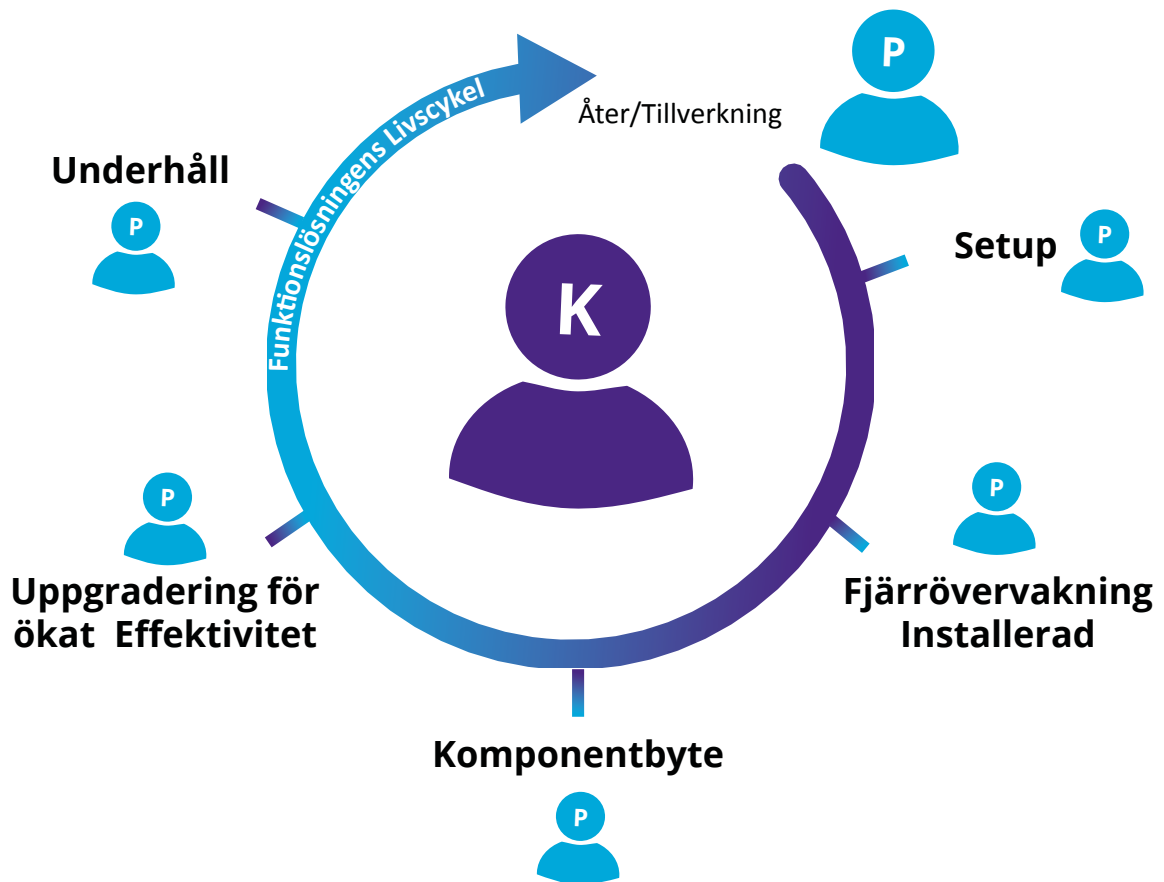 P
Åter/Tillverkning
Funktionslösningens Livscykel
Underhåll
P
Setup
P
K
P
Uppgradering för
ökat  Effektivitet
P
Fjärrövervakning
Installerad
Komponentbyte
P